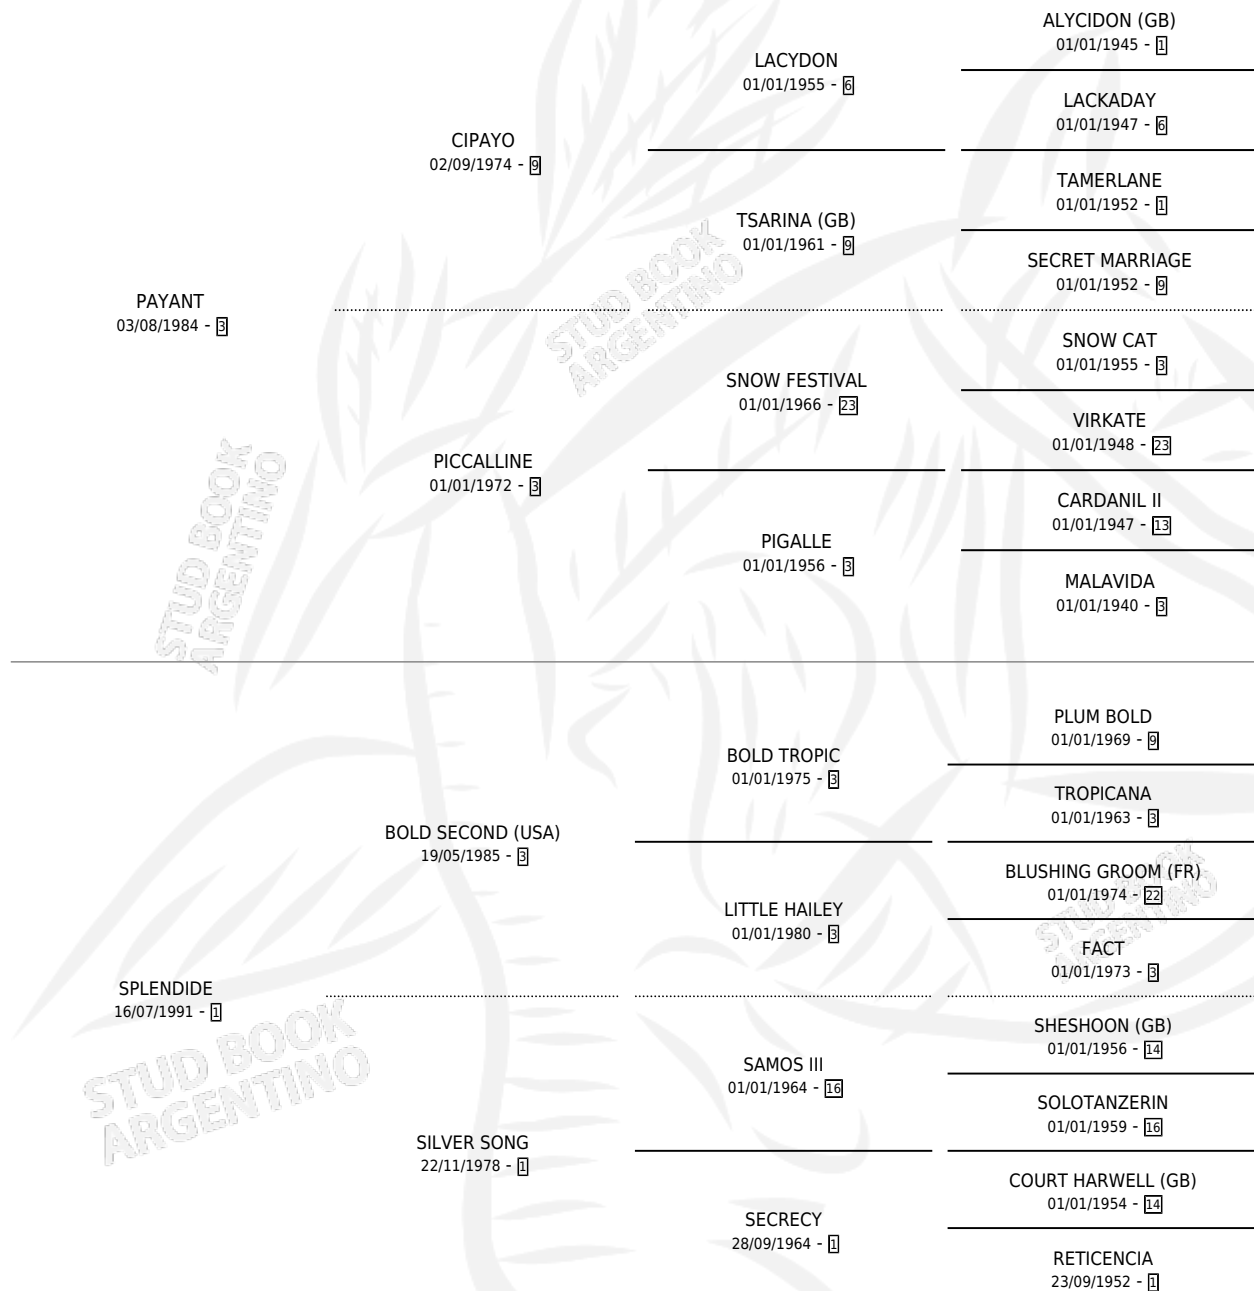 ALYCIDON (GB)
01/01/1945 - 1
LACYDON
01/01/1955 - 6
LACKADAY
01/01/1947 - 6
CIPAYO
02/09/1974 - 9
TAMERLANE
01/01/1952 - 1
TSARINA (GB)
01/01/1961 - 9
SECRET MARRIAGE
01/01/1952 - 9
PAYANT
03/08/1984 - 3
STUD BOOK
ARGENTINO
SNOW CAT
01/01/1955 - 3
SNOW FESTIVAL
01/01/1966 - 23
VIRKATE
01/01/1948 - 23
PICCALLINE
01/01/1972 - 3
CARDANIL II
01/01/1947 - 13
PIGALLE
01/01/1956 - 3
MALAVIDA
01/01/1940 - 3
STUD BOOK
ARGENTINO
PLUM BOLD
01/01/1969 - 9
BOLD TROPIC
01/01/1975 - 3
TROPICANA
01/01/1963 - 3
BOLD SECOND (USA)
19/05/1985 - 3
BLUSHING GROOM (FR)
01/01/1974 - 22
LITTLE HAILEY
01/01/1980 - 3
STUD BOOK
ARGENTINO
FACT
01/01/1973 - 3
SPLENDIDE
16/07/1991 - 1
STUD BOOK
ARGENTINO
SHESHOON (GB)
01/01/1956 - 14
SAMOS III
01/01/1964 - 16
SOLOTANZERIN
01/01/1959 - 16
SILVER SONG
22/11/1978 - 1
COURT HARWELL (GB)
01/01/1954 - 14
SECRECY
28/09/1964 - 1
RETICENCIA
23/09/1952 - 1